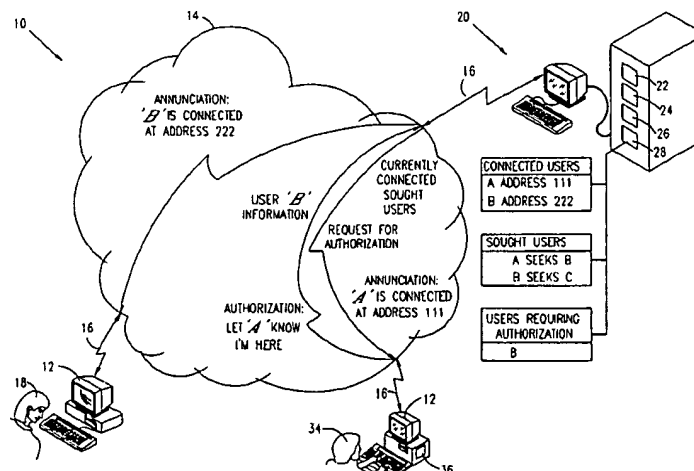 10
14
20
16
ANNUNCIATION:
'B' IS CONNECTED
AT ADDRESS 222
22
24
26
28
CURRENTLY
CONNECTED
SOUGHT
USERS
USER 'B'
INFORMATION
REQUEST FOR
AUTHORIZATION
CONNECTED USERS
A ADDRESS 111
B ADDRESS 222
SOUGHT USERS
A SEEKS B
B SEEKS C
ANNUNCIATION:
'A' IS CONNECTED
AT ADDRESS 111
AUTHORIZATION:
LET 'A' KNOW
I'M HERE
USERS REQUIRING
AUTHORIZATION
B
16
18
12
16
34
12
36